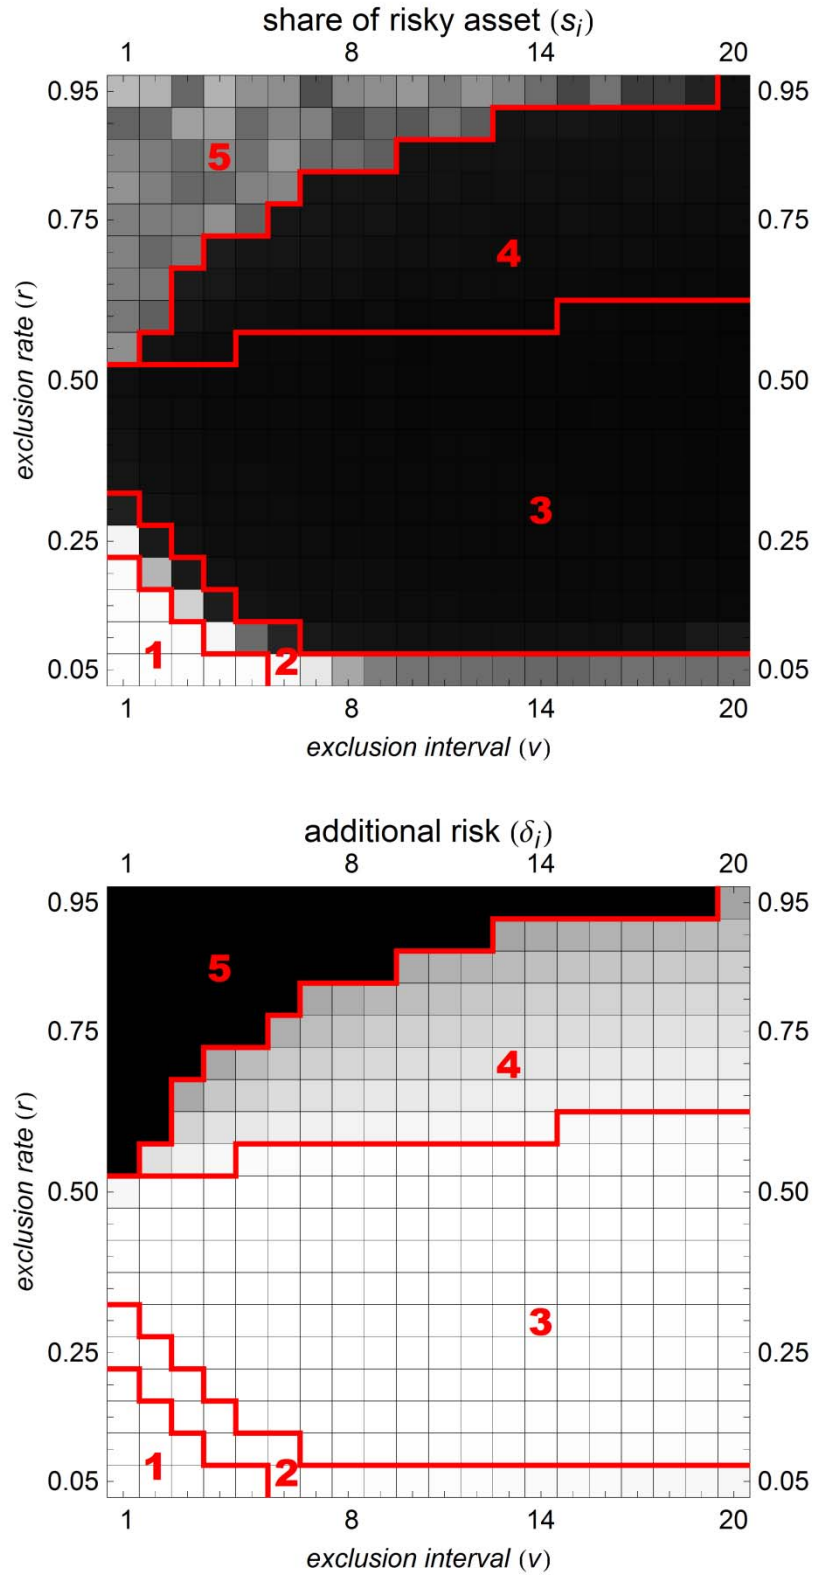 share of risky asset (s_i)
1 8 14 20
0.95 0.95
5
0.75 0.75
4
exclusion rate (r)
0.50 0.50
3
0.25 0.25
1 2
0.05 0.05
1 8 14 20
exclusion interval (v)
additional risk (δ_i)
1 8 14 20
0.95 0.95
5
0.75 0.75
4
exclusion rate (r)
0.50 0.50
3
0.25 0.25
1 2
0.05 0.05
1 8 14 20
exclusion interval (v)